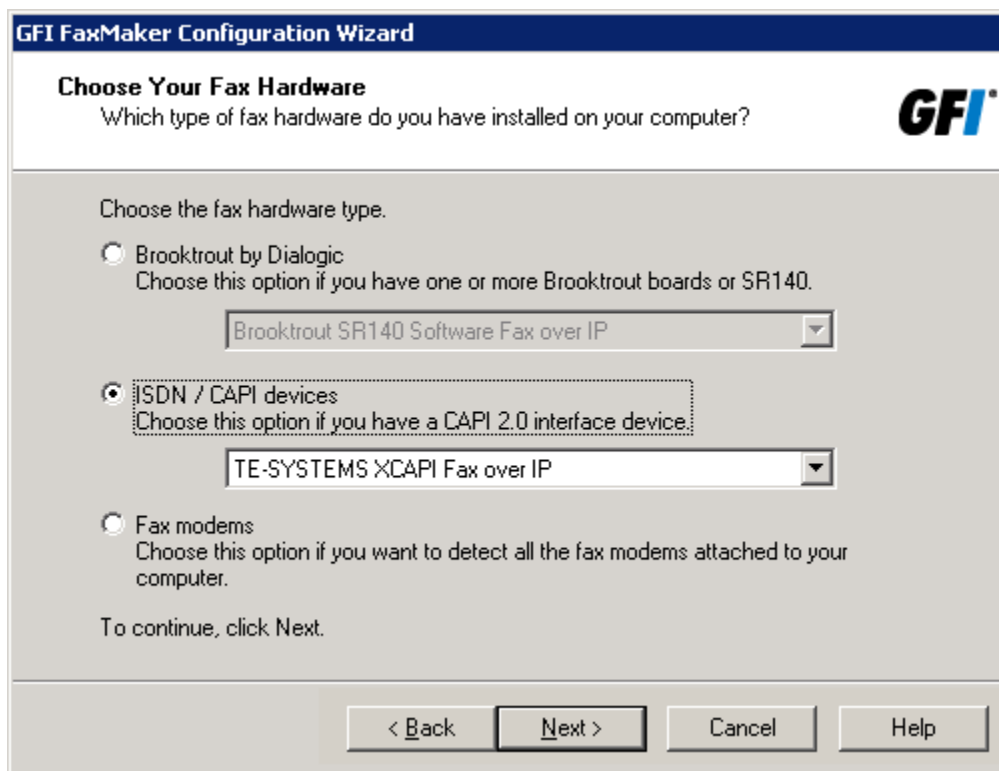 GFI FaxMaker Configuration Wizard
Choose Your Fax Hardware
Which type of fax hardware do you have installed on your computer?
GFI
Choose the fax hardware type.
Brooktrout by Dialogic
Choose this option if you have one or more Brooktrout boards or SR140.
Brooktrout SR140 Software Fax over IP
ISDN / CAPI devices
Choose this option if you have a CAPI 2.0 interface device.
TE-SYSTEMS XCAPI Fax over IP
Fax modems
Choose this option if you want to detect all the fax modems attached to your
computer.
To continue, click Next.
< Back Next > Cancel Help